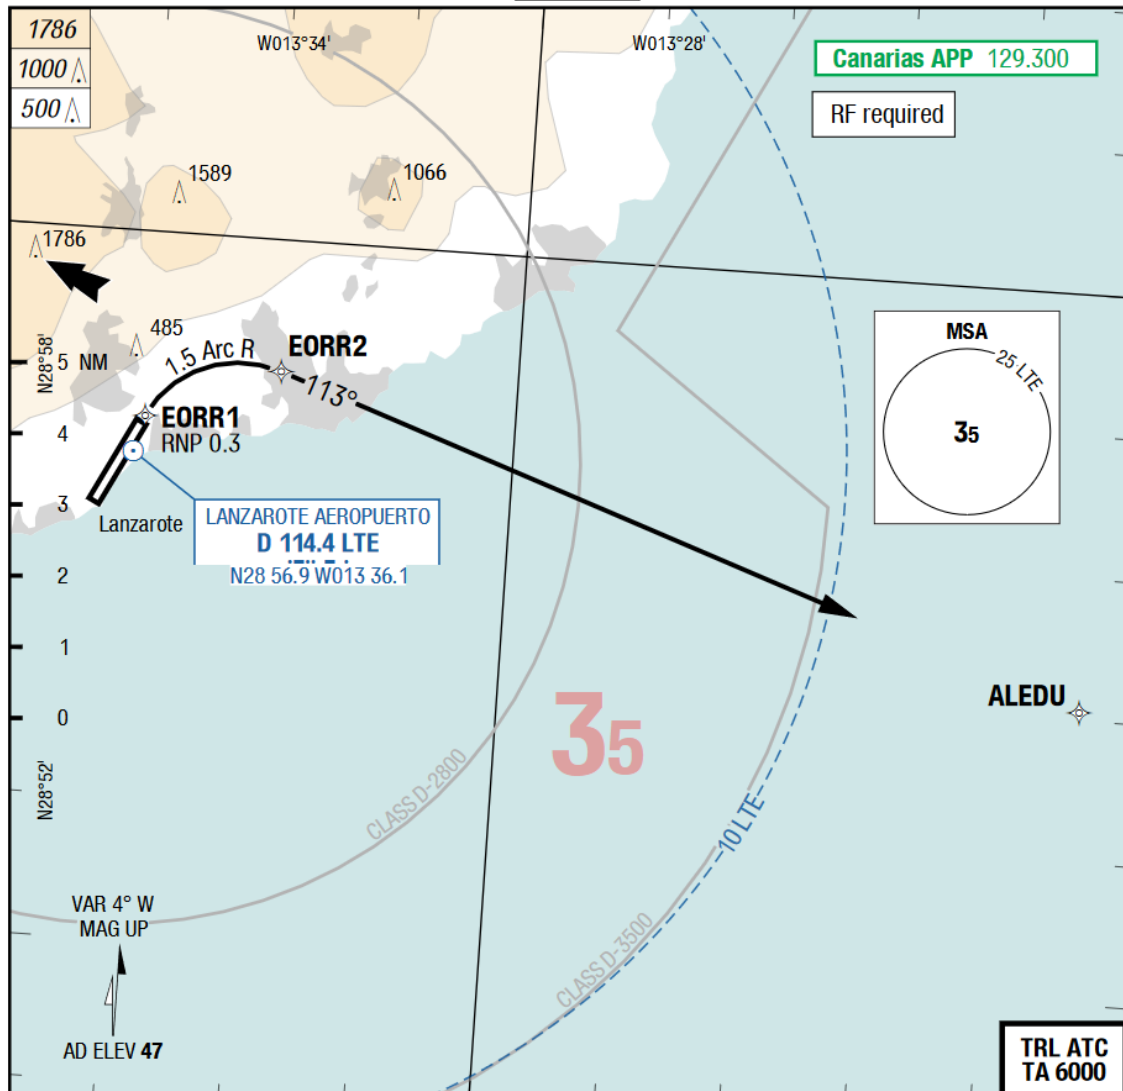 1786
1000
500
W013°34'
W013°28'
Canarias APP 129.300
RF required
1589
1066
1786
485
N28°58'
5
NM
1.5 Arc R
EORR2
113°
EORR1
RNP 0.3
4
3
Lanzarote
LANZAROTE AEROPUERTO
D 114.4 LTE
N28 56.9 W013 36.1
MSA
25 LTE
35
2
1
0
ALEDU
35
N28°52'
CLASS D-2800
10 LTE
CLASS D-3500
VAR 4° W
MAG UP
AD ELEV 47
TRL ATC
TA 6000